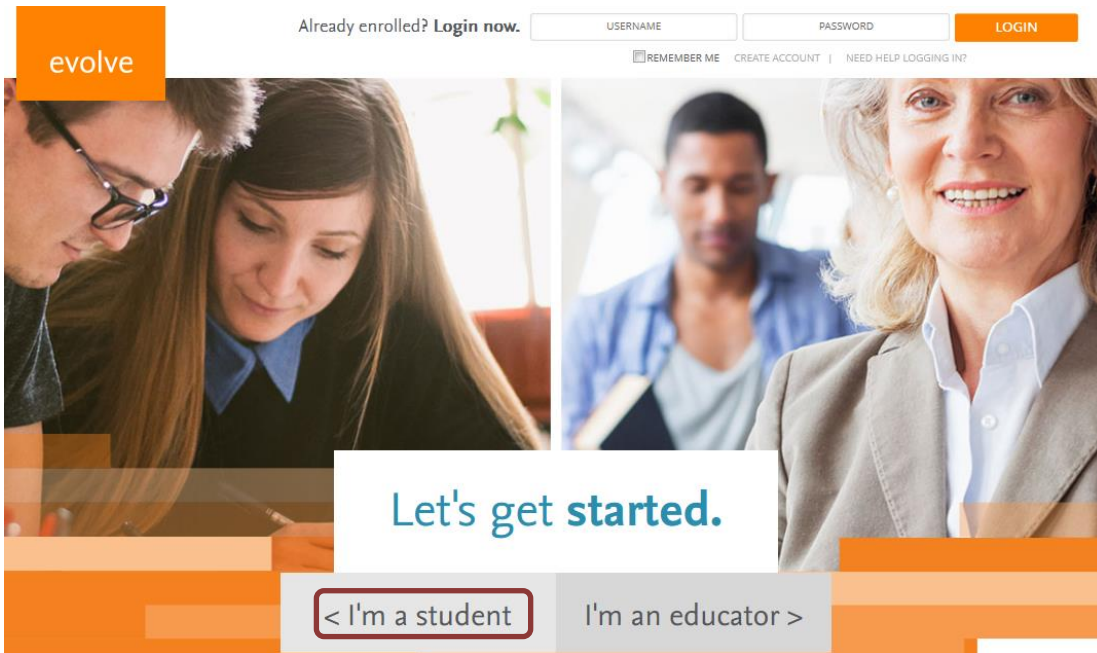 evolve
Already enrolled? Login now. USERNAME PASSWORD LOGIN
REMEMBER ME CREATE ACCOUNT | NEED HELP LOGGING IN?
Let's get started.
< I'm a student I'm an educator >